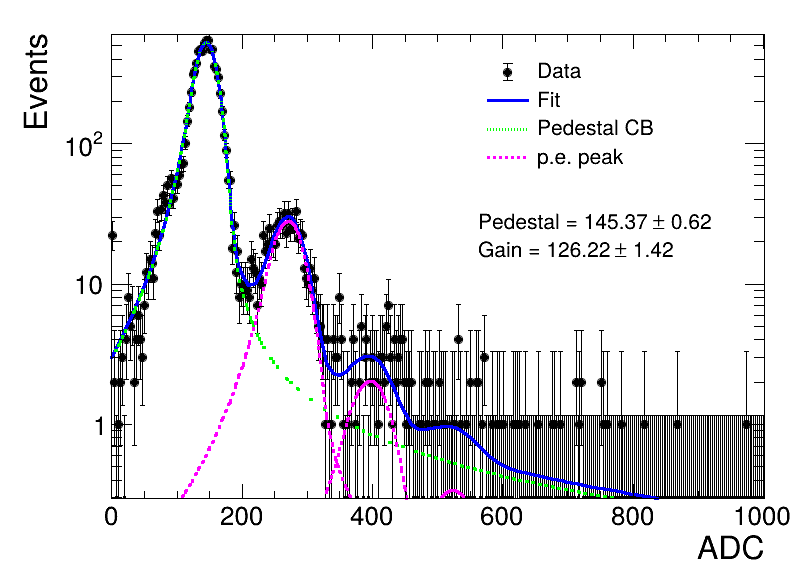 Events
10²
10
1
Data
Fit
Pedestal CB
p.e. peak
Pedestal = 145.37 ± 0.62
Gain = 126.22 ± 1.42
0 200 400 600 800 1000
ADC